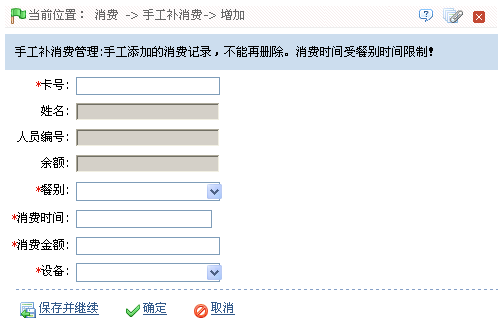 当前位置： 消费 -> 手工补消费-> 增加
手工补消费管理:手工添加的消费记录，不能再删除。消费时间受餐别时间限制!
*卡号:
姓名:
人员编号:
余额:
*餐别:
*消费时间:
*消费金额:
*设备:
保存并继续 确定 取消